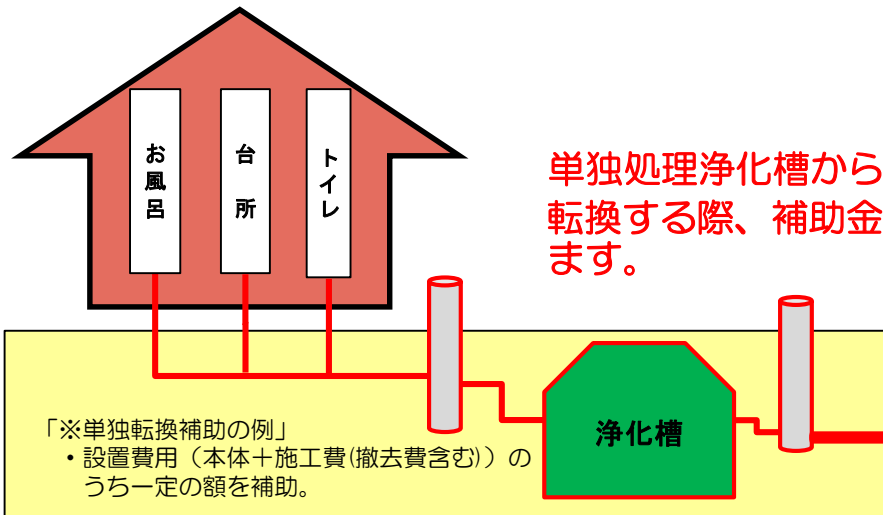 お風呂
台所
トイレ
単独処理浄化槽から
転換する際、補助金
ます。
浄化槽
「※単独転換補助の例」
・設置費用（本体＋施工費(撤去費含む)）の
うち一定の額を補助。